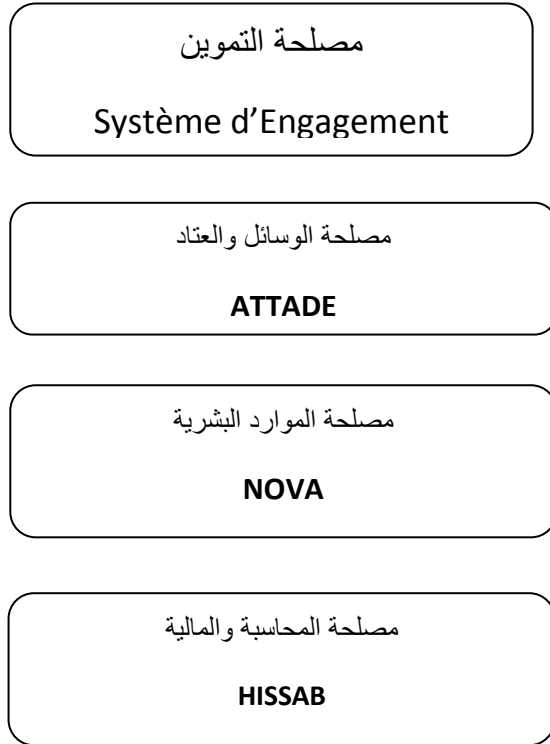 مصلحة التموين
Système d’Engagement
مصلحة الوسائل والعتاد
ATTADE
مصلحة الموارد البشرية
NOVA
مصلحة المحاسبة والمالية
HISSAB